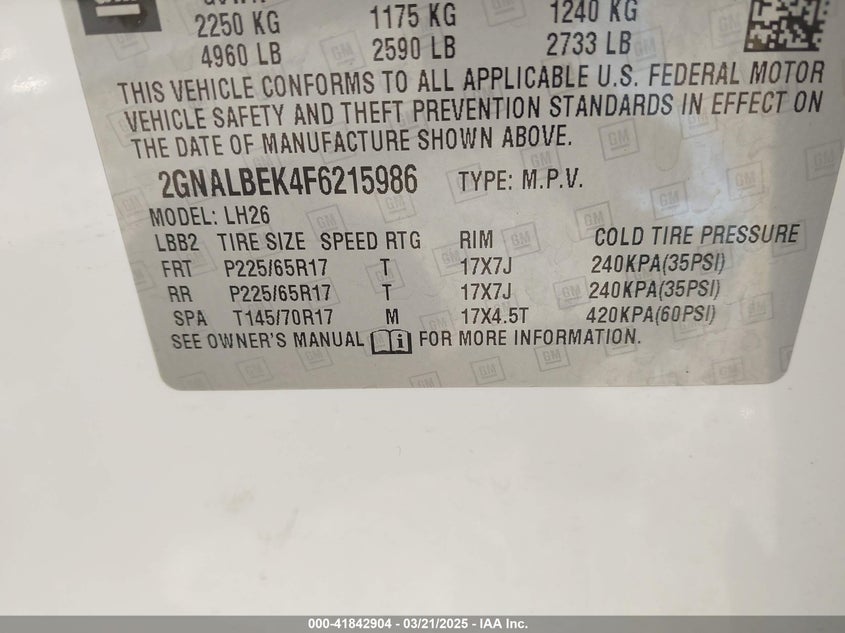 2250 KG 1175 KG 1240 KG
4960 LB 2590 LB 2733 LB
THIS VEHICLE CONFORMS TO ALL APPLICABLE U.S. FEDERAL MOTOR
VEHICLE SAFETY AND THEFT PREVENTION STANDARDS IN EFFECT ON
THE DATE OF MANUFACTURE SHOWN ABOVE.
2GNALBEK4F6215986 TYPE: M.P.V.
MODEL: LH26
LBB2 TIRE SIZE SPEED RTG RIM COLD TIRE PRESSURE
FRT P225/65R17 T 17X7J 240KPA(35PSI)
RR P225/65R17 T 17X7J 240KPA(35PSI)
SPA T145/70R17 M 17X4.5T 420KPA(60PSI)
SEE OWNER'S MANUAL FOR MORE INFORMATION.
000-41842904 - 03/21/2025 - IAA Inc.